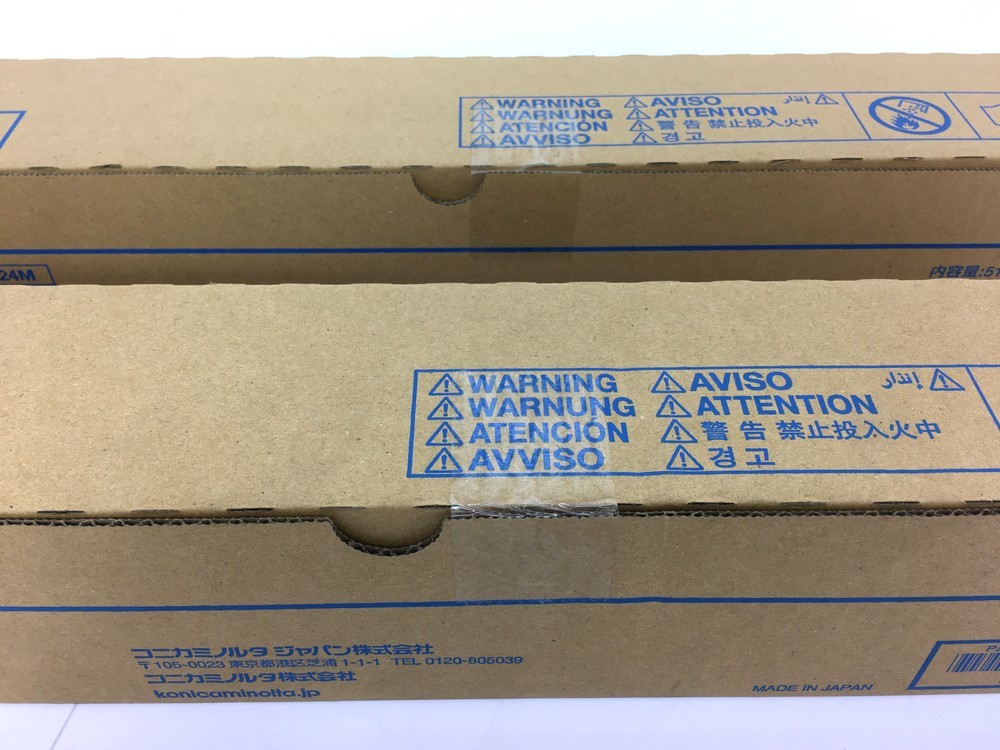 ⚠WARNING ⚠AVISO ⚠ إنذار
⚠WARNUNG ⚠ATTENTION
⚠ATENCIÓN ⚠警告 禁止投入火中
⚠AVVISO ⚠경고
24M
内容量:57
⚠WARNING ⚠AVISO ⚠ إنذار
⚠WARNUNG ⚠ATTENTION
⚠ATENCIÓN ⚠警告 禁止投入火中
⚠AVVISO ⚠경고
コニカミノルタ ジャパン株式会社
〒105-0023 東京都港区芝浦 1-1-1 TEL 0120-805039
コニカミノルタ株式会社
konicaminolta.jp
MADE IN JAPAN